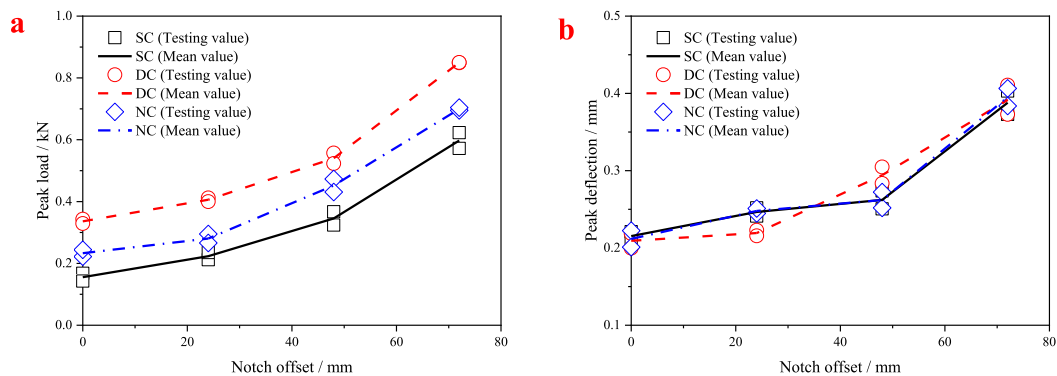 a
Peak load / kN
1.0
0.8
0.6
0.4
0.2
0.0
SC (Testing value)
SC (Mean value)
DC (Testing value)
DC (Mean value)
NC (Testing value)
NC (Mean value)
0 20 40 60 80
Notch offset / mm
b
Peak deflection / mm
0.5
0.4
0.3
0.2
0.1
SC (Testing value)
SC (Mean value)
DC (Testing value)
DC (Mean value)
NC (Testing value)
NC (Mean value)
0 20 40 60 80
Notch offset / mm